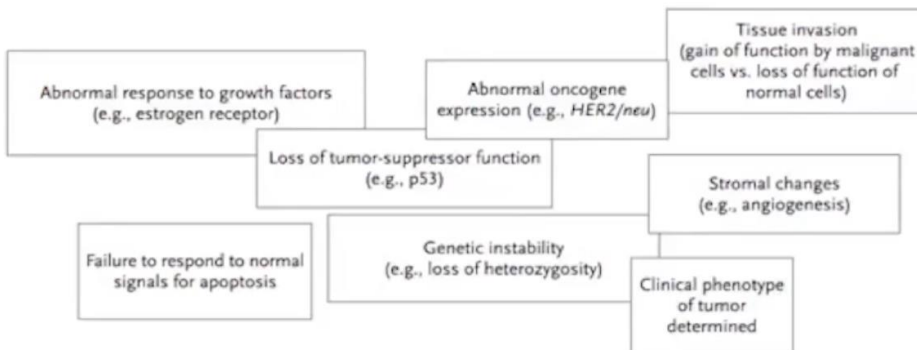 Tissue invasion
(gain of function by malignant
cells vs. loss of function of
normal cells)
Abnormal response to growth factors
(e.g., estrogen receptor)
Abnormal oncogene
expression (e.g., HER2/neu)
Loss of tumor-suppressor function
(e.g., p53)
Stromal changes
(e.g., angiogenesis)
Failure to respond to normal
signals for apoptosis
Genetic instability
(e.g., loss of heterozygosity)
Clinical phenotype
of tumor
determined